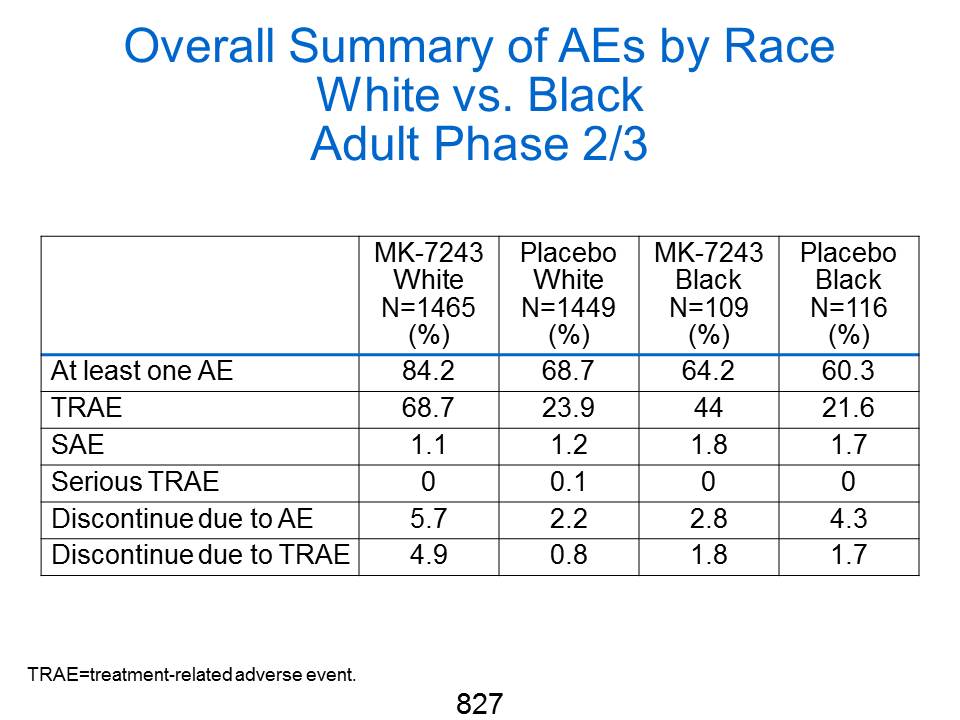 Overall Summary of AEs by Race
White vs. Black
Adult Phase 2/3
MK-7243 White N=1465 (%) Placebo White N=1449 (%) MK-7243 Black N=109 (%) Placebo Black N=116 (%)
At least one AE 84.2 68.7 64.2 60.3
TRAE 68.7 23.9 44 21.6
SAE 1.1 1.2 1.8 1.7
Serious TRAE 0 0.1 0 0
Discontinue due to AE 5.7 2.2 2.8 4.3
Discontinue due to TRAE 4.9 0.8 1.8 1.7
TRAE=treatment-related adverse event.
827